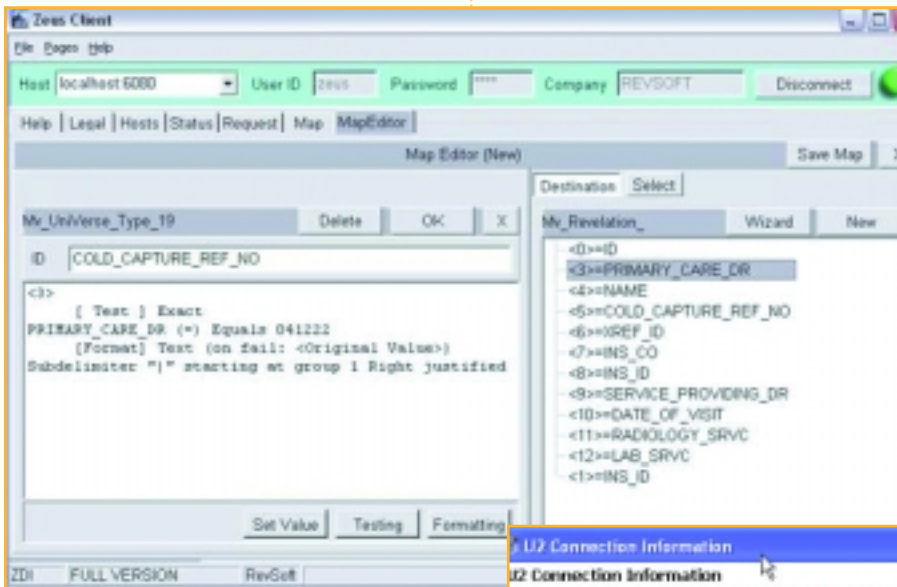 Zeus Client
File Pages Help
Host localhost:6080 User ID zeus Password **** Company REVSOFT Disconnect
Help Legal Hosts Status Request Map MapEditor
Map Editor (New) Save Map
Destination Select
Mv_UniVerse_Type_19 Delete OK X
Mv_Revelation_ Wizard New
ID COLD_CAPTURE_REF_NO
<3>
[ Test ] Exact
PRIMARY_CARE_DR (=) Equals 041222
[Format] Text (on fail: <Original Value>)
Subdelimiter "|" starting at group 1 Right justified
<0>=ID
<3>=PRIMARY_CARE_DR
<4>=NAME
<5>=COLD_CAPTURE_REF_NO
<6>=XREF_ID
<7>=INS_CO
<8>=INS_ID
<9>=SERVICE_PROVIDING_DR
<10>=DATE_OF_VISIT
<11>=RADIOLOGY_SRVC
<12>=LAB_SRVC
<1>=INS_ID
Set Value Testing Formatting
U2 Connection Information
U2 Connection Information
ZDI FULL VERSION RevSoft